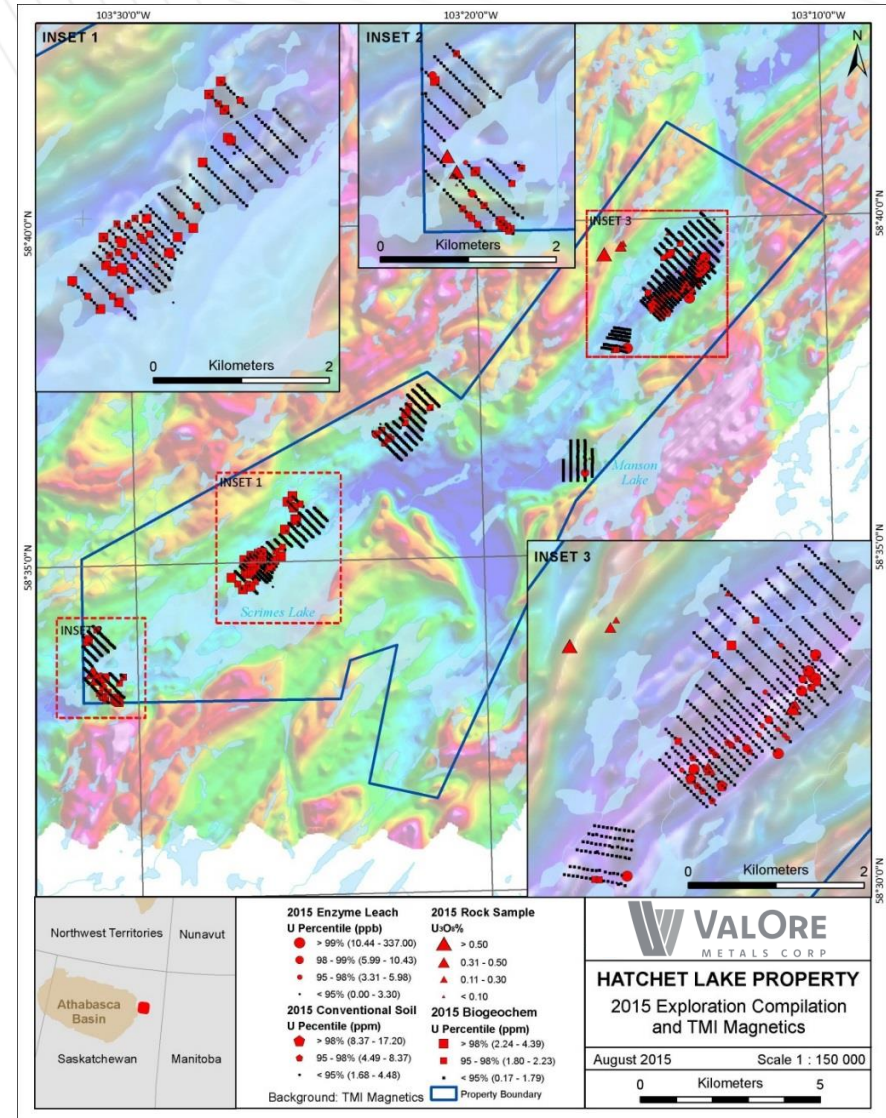 103°30'0"W
103°20'0"W
103°10'0"W
INSET 1
0 Kilometers 2
INSET 2
Kilometers
0 2
N
58°40'0"N
58°40'0"N
INSET 3
INSET 1
Manson
Lake
58°35'0"N
58°35'0"N
Scrimes Lake
INSET
INSET 3
Kilometers
0 2
58°30'0"N
Northwest Territories
Nunavut
Athabasca
Basin
Saskatchewan
Manitoba
2015 Enzyme Leach
U Percentile (ppb)
> 99% (10.44 - 337.00)
98 - 99% (5.99 - 10.43)
95 - 98% (3.31 - 5.98)
< 95% (0.00 - 3.30)
2015 Conventional Soil
U Pecentile (ppm)
> 98% (8.37 - 17.20)
95 - 98% (4.49 - 8.37)
< 95% (1.68 - 4.48)
2015 Rock Sample
U₃O₈%
> 0.50
0.31 - 0.50
0.11 - 0.30
< 0.10
2015 Biogeochem
U Percentile (ppm)
> 98% (2.24 - 4.39)
95 - 98% (1.80 - 2.23)
< 95% (0.17 - 1.79)
Background: TMI Magnetics
Property Boundary
VALORE
METALS CORP
HATCHET LAKE PROPERTY
2015 Exploration Compilation
and TMI Magnetics
August 2015
Scale 1 : 150 000
Kilometers
0 5